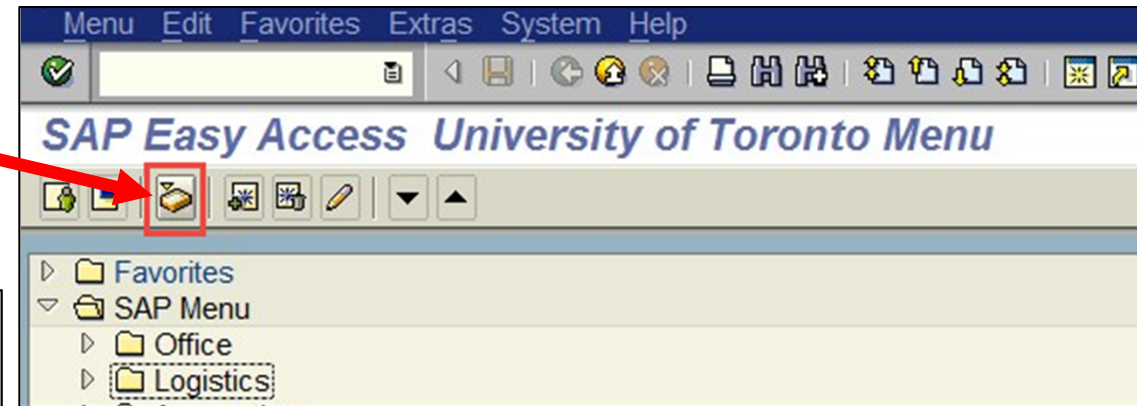 Menu Edit Favorites Extras System Help
SAP Easy Access University of Toronto Menu
Favorites
SAP Menu
Office
Logistics